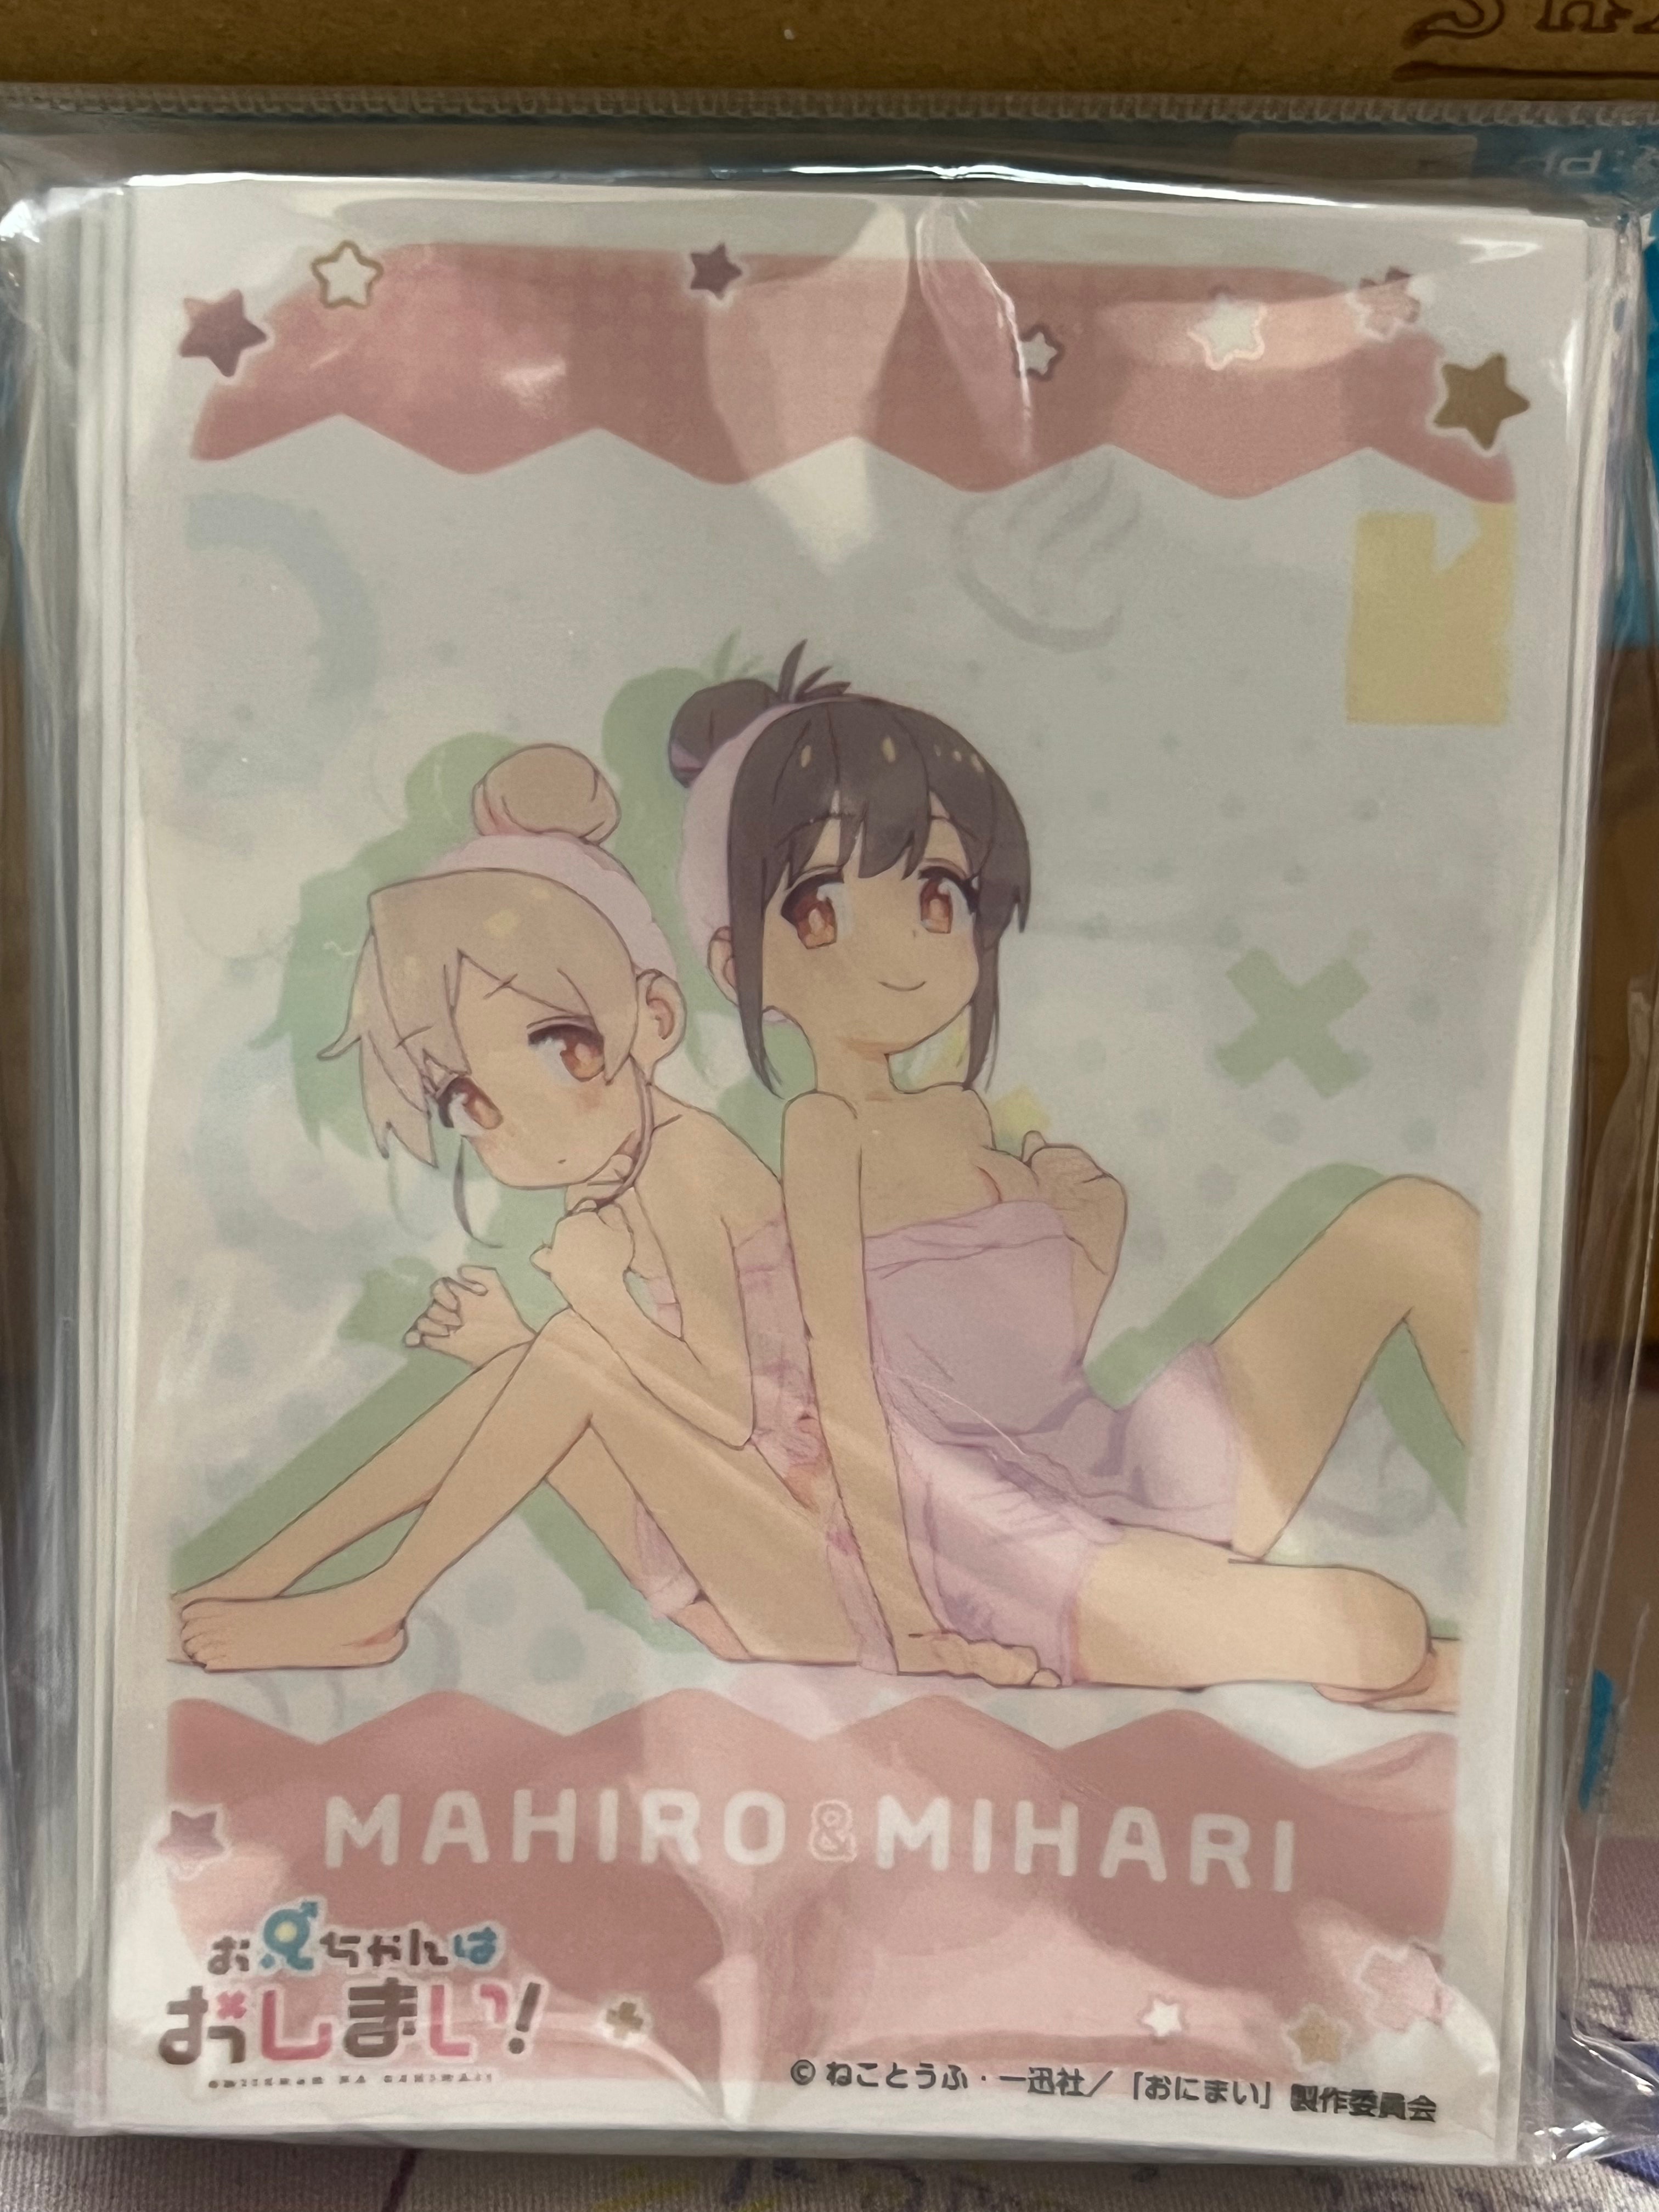 MAHIRO & MIHARI
お兄ちゃんは
おしまい!
© ねことうふ・一迅社/「おにまい」製作委員会